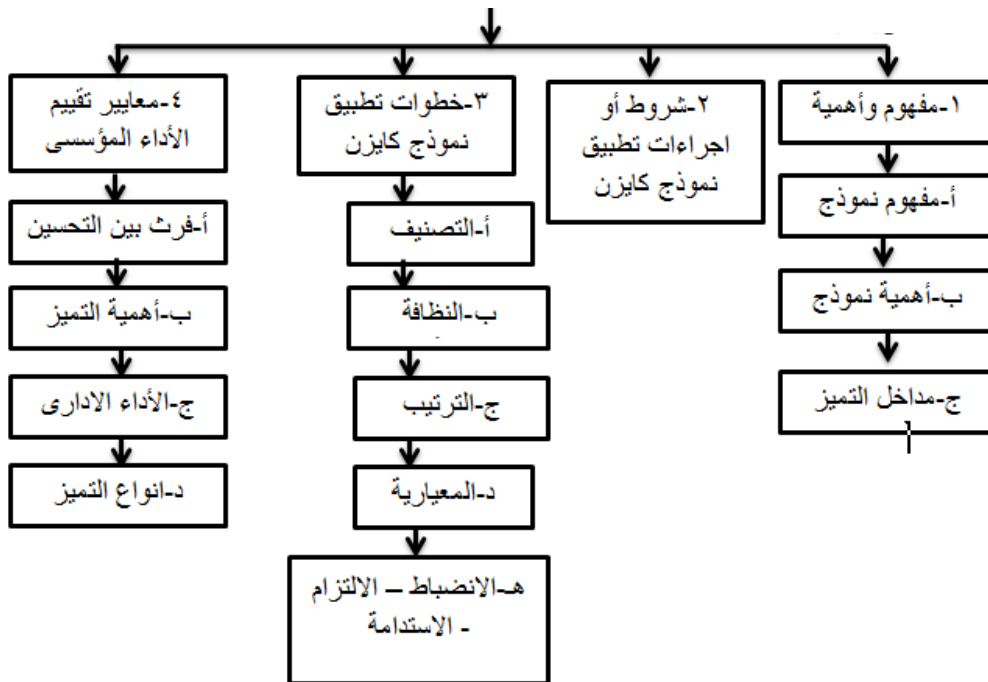 ١-مفهوم وأهمية
أ-مفهوم نموذج
ب-أهمية نموذج
ج-مداخل التميز
٢-شروط أو
اجراءات تطبيق
نموذج كايزن
٣-خطوات تطبيق
نموذج كايزن
أ-التصنيف
ب-النظافة
ج-الترتيب
د-المعيارية
هـ-الانضباط – الالتزام
- الاستدامة
٤-معايير تقييم
الأداء المؤسسى
أ-فرث بين التحسين
ب-أهمية التميز
ج-الأداء الادارى
د-انواع التميز